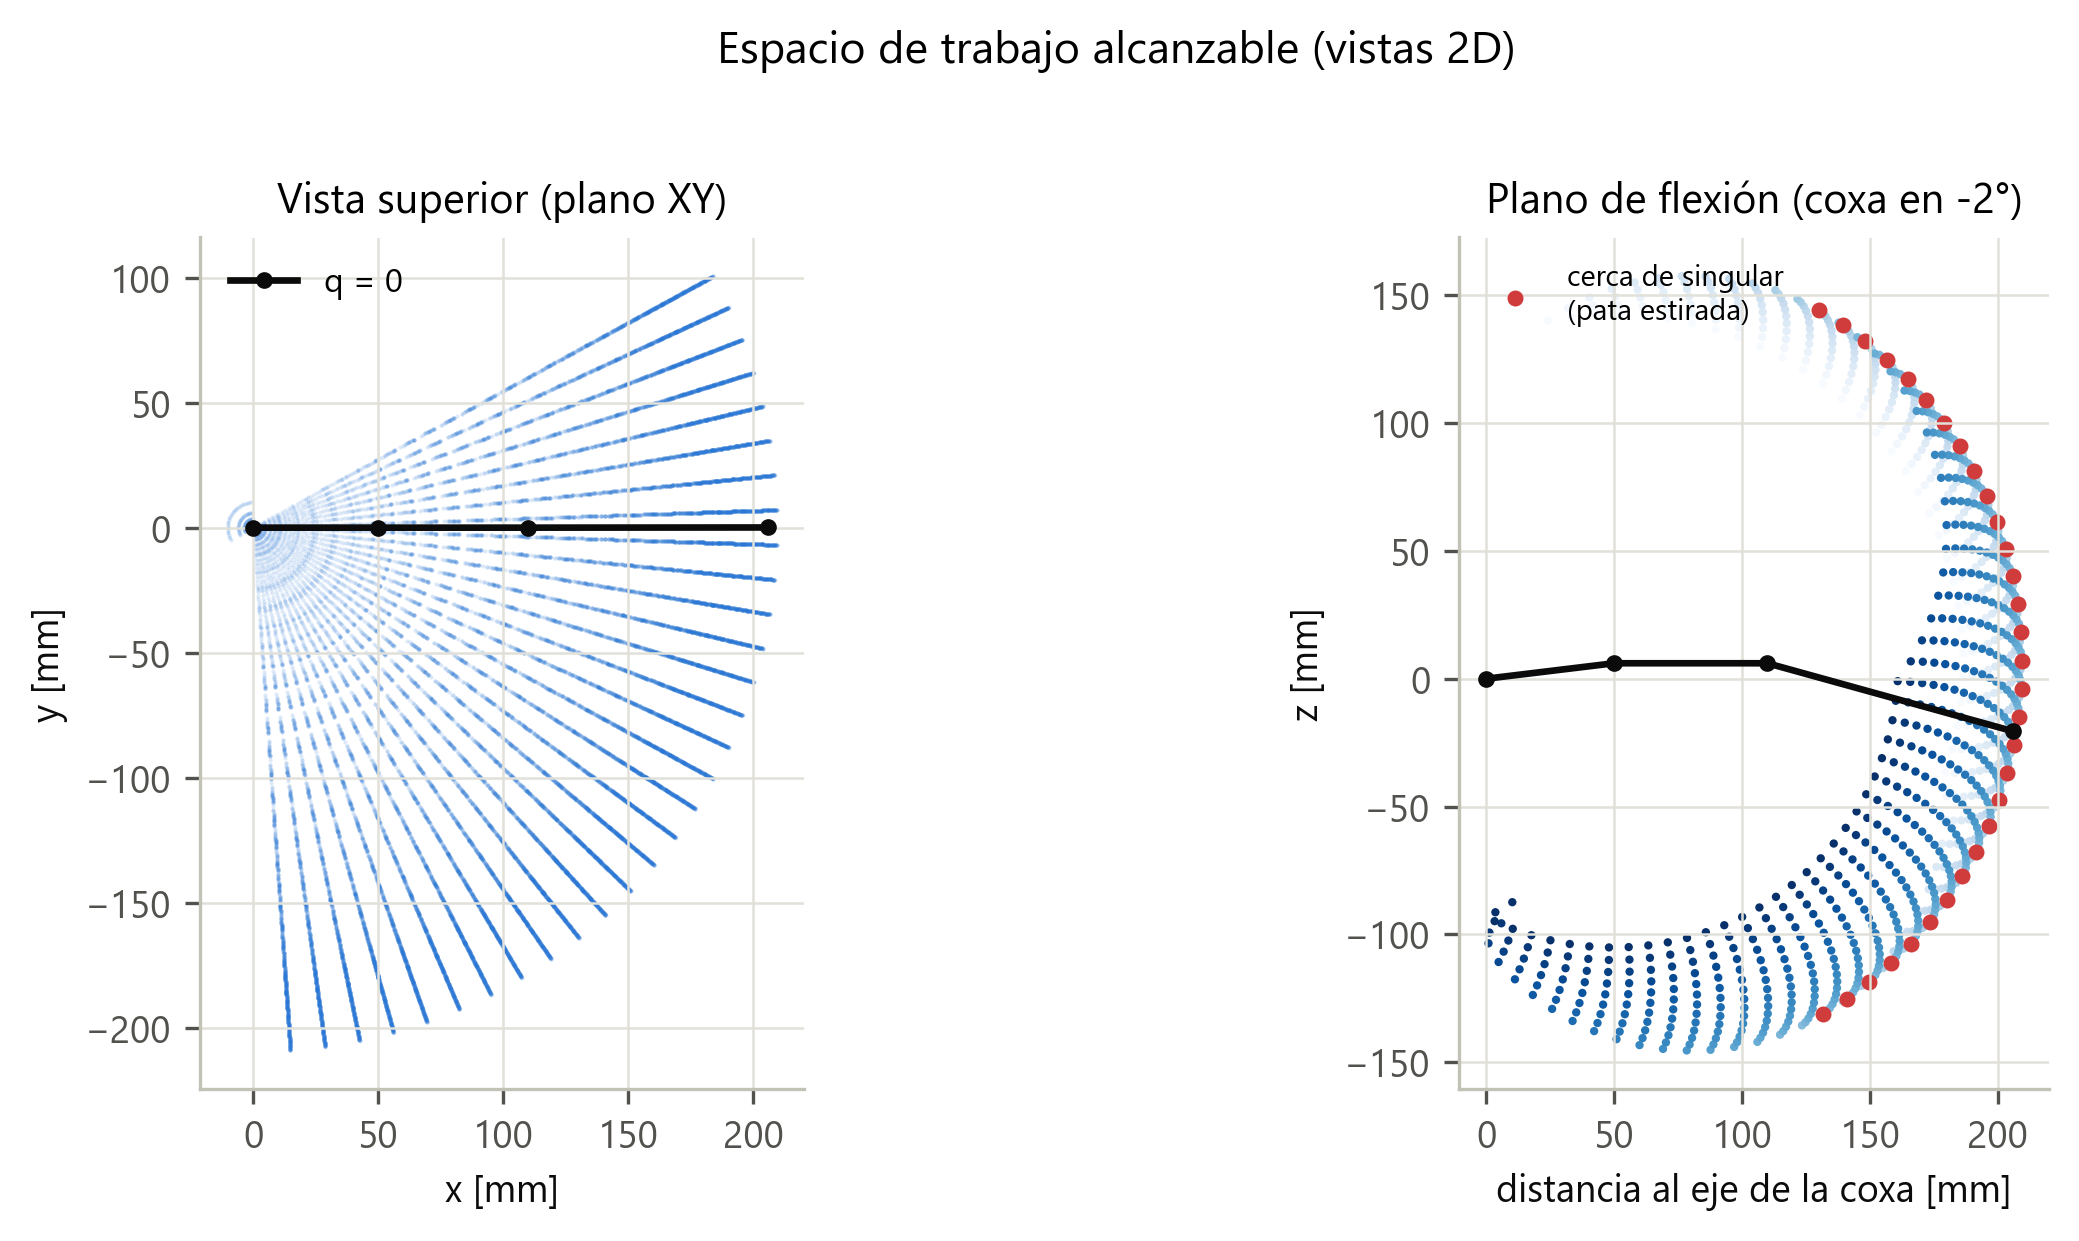 Espacio de trabajo alcanzable (vistas 2D)
Vista superior (plano XY)
q = 0
100
50
0
−50
−100
−150
−200
y [mm]
0 50 100 150 200
x [mm]
Plano de flexión (coxa en -2°)
cerca de singular
(pata estirada)
150
100
50
0
−50
−100
−150
z [mm]
0 50 100 150 200
distancia al eje de la coxa [mm]